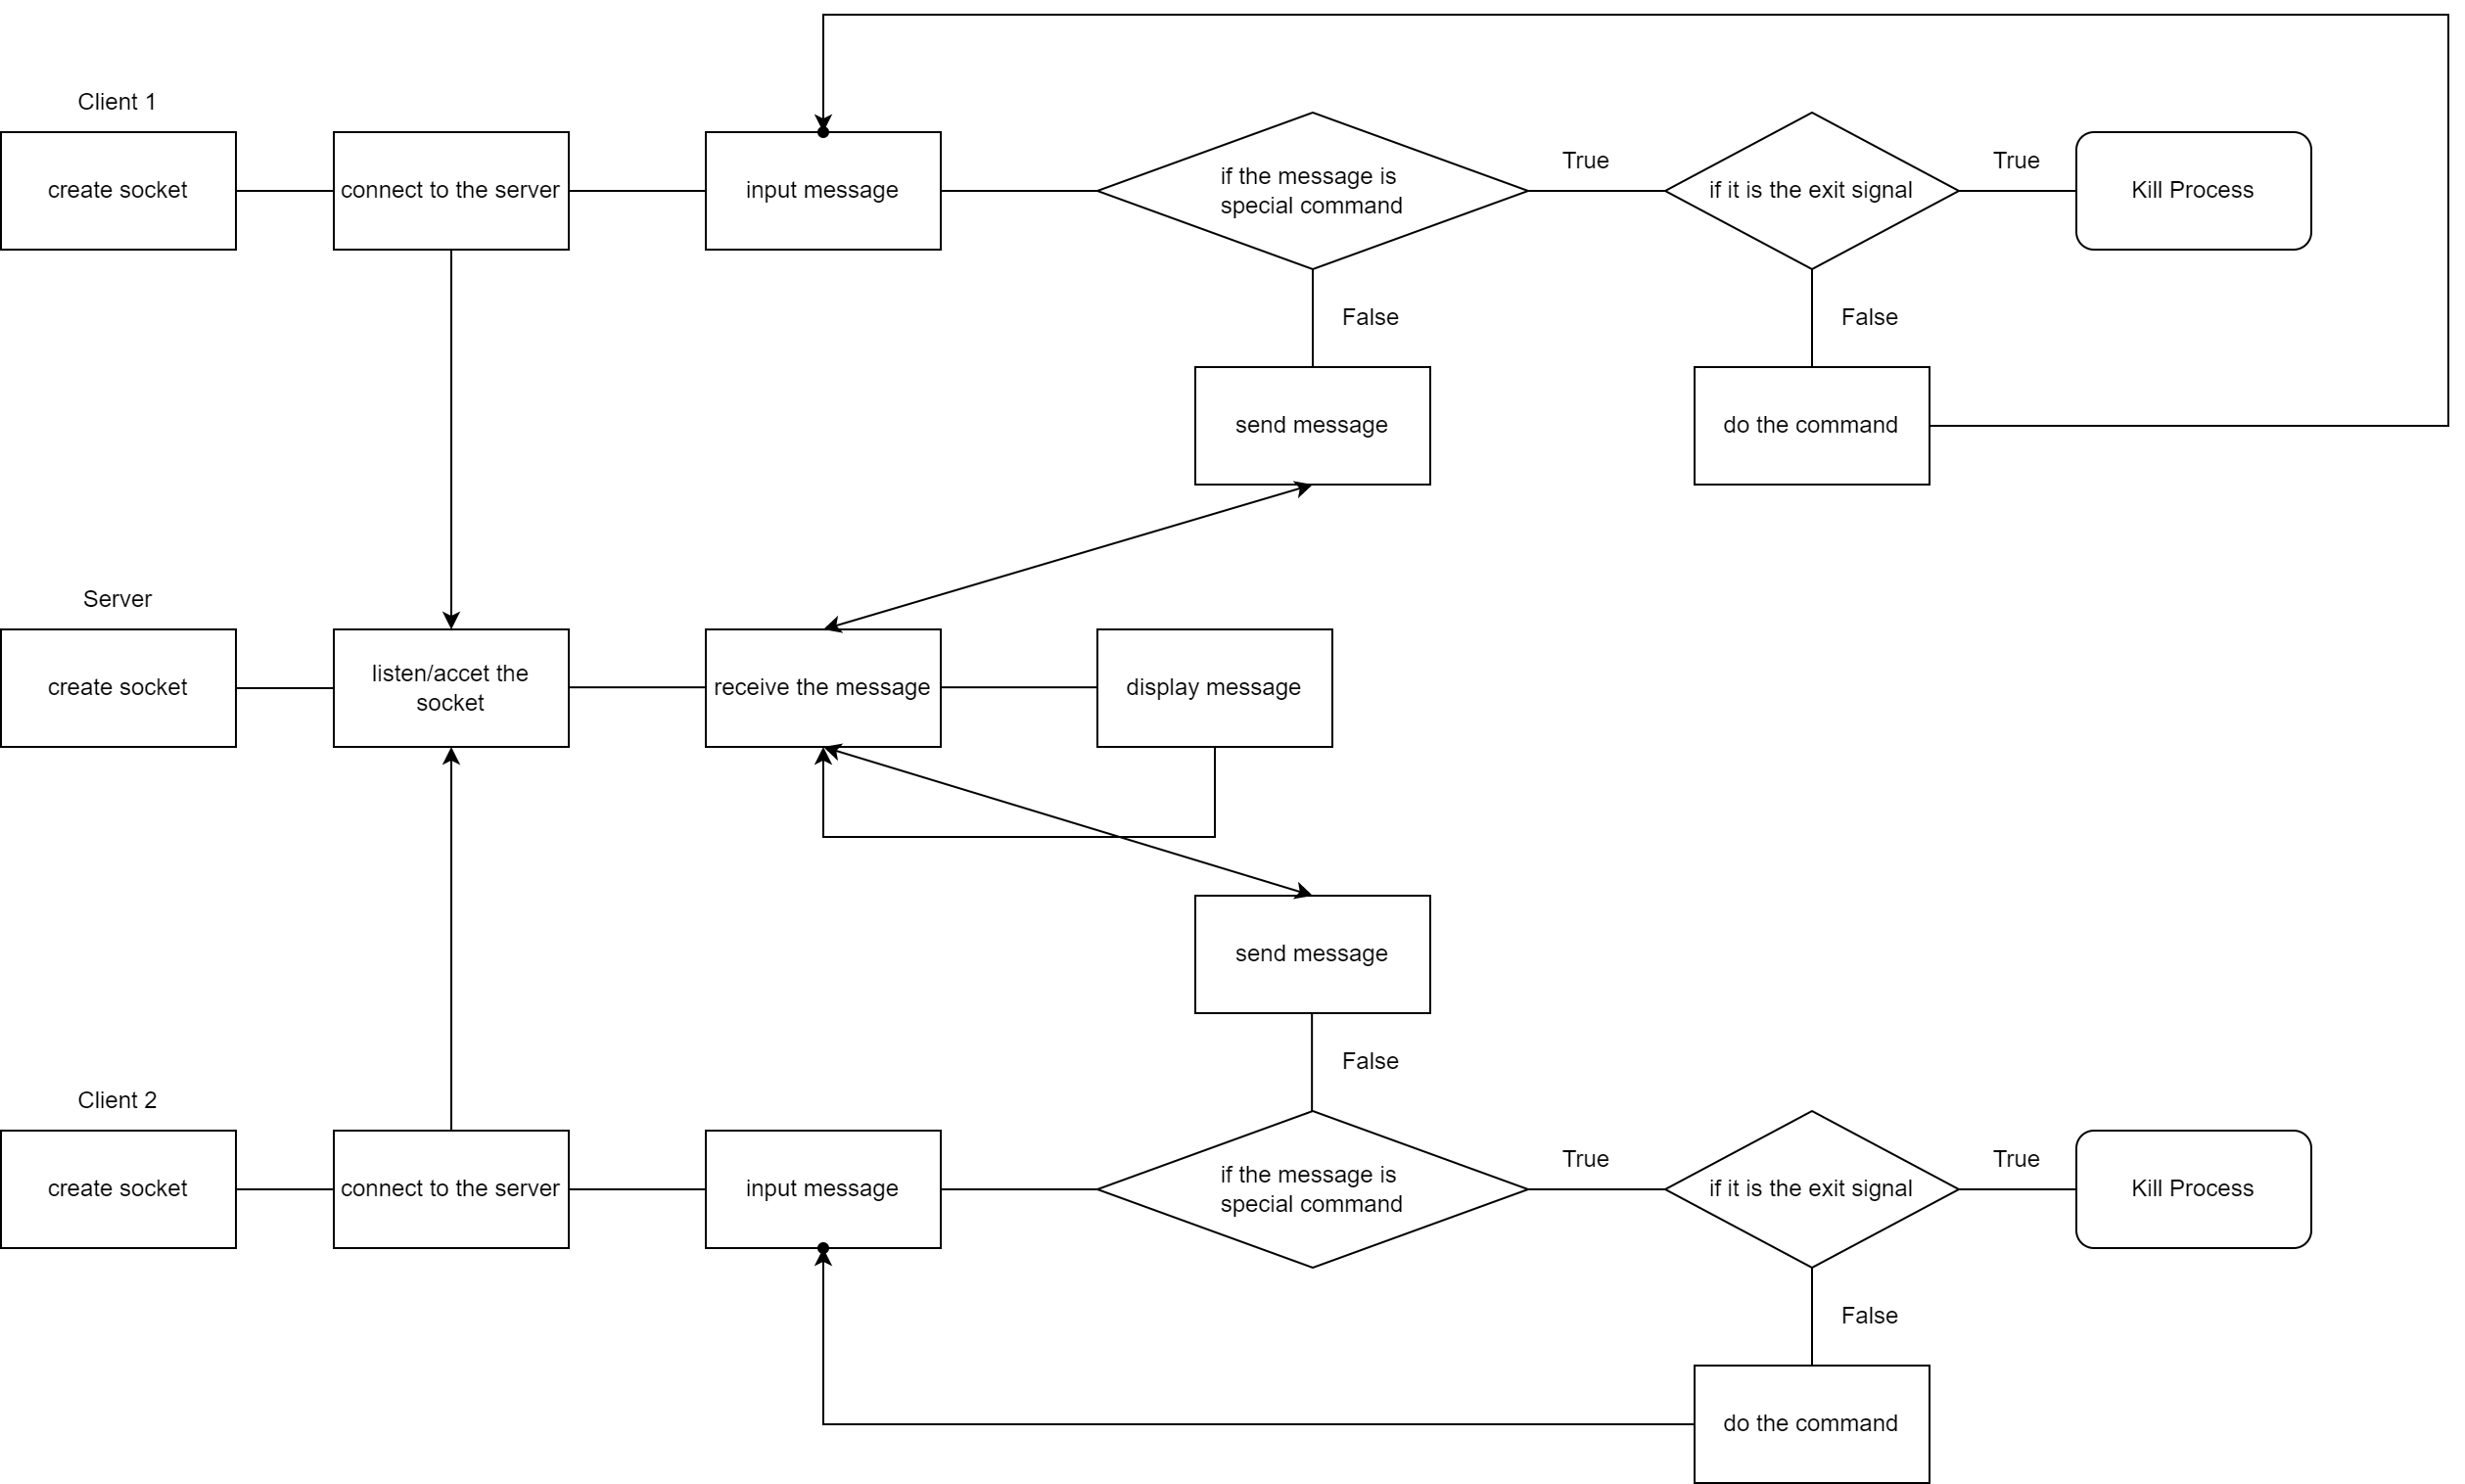 Client 1
create socket
connect to the server
input message
if the message is
special command
True
if it is the exit signal
True
Kill Process
False
False
send message
do the command
Server
create socket
listen/accet the
socket
receive the message
display message
send message
False
Client 2
create socket
connect to the server
input message
if the message is
special command
True
if it is the exit signal
True
Kill Process
False
do the command